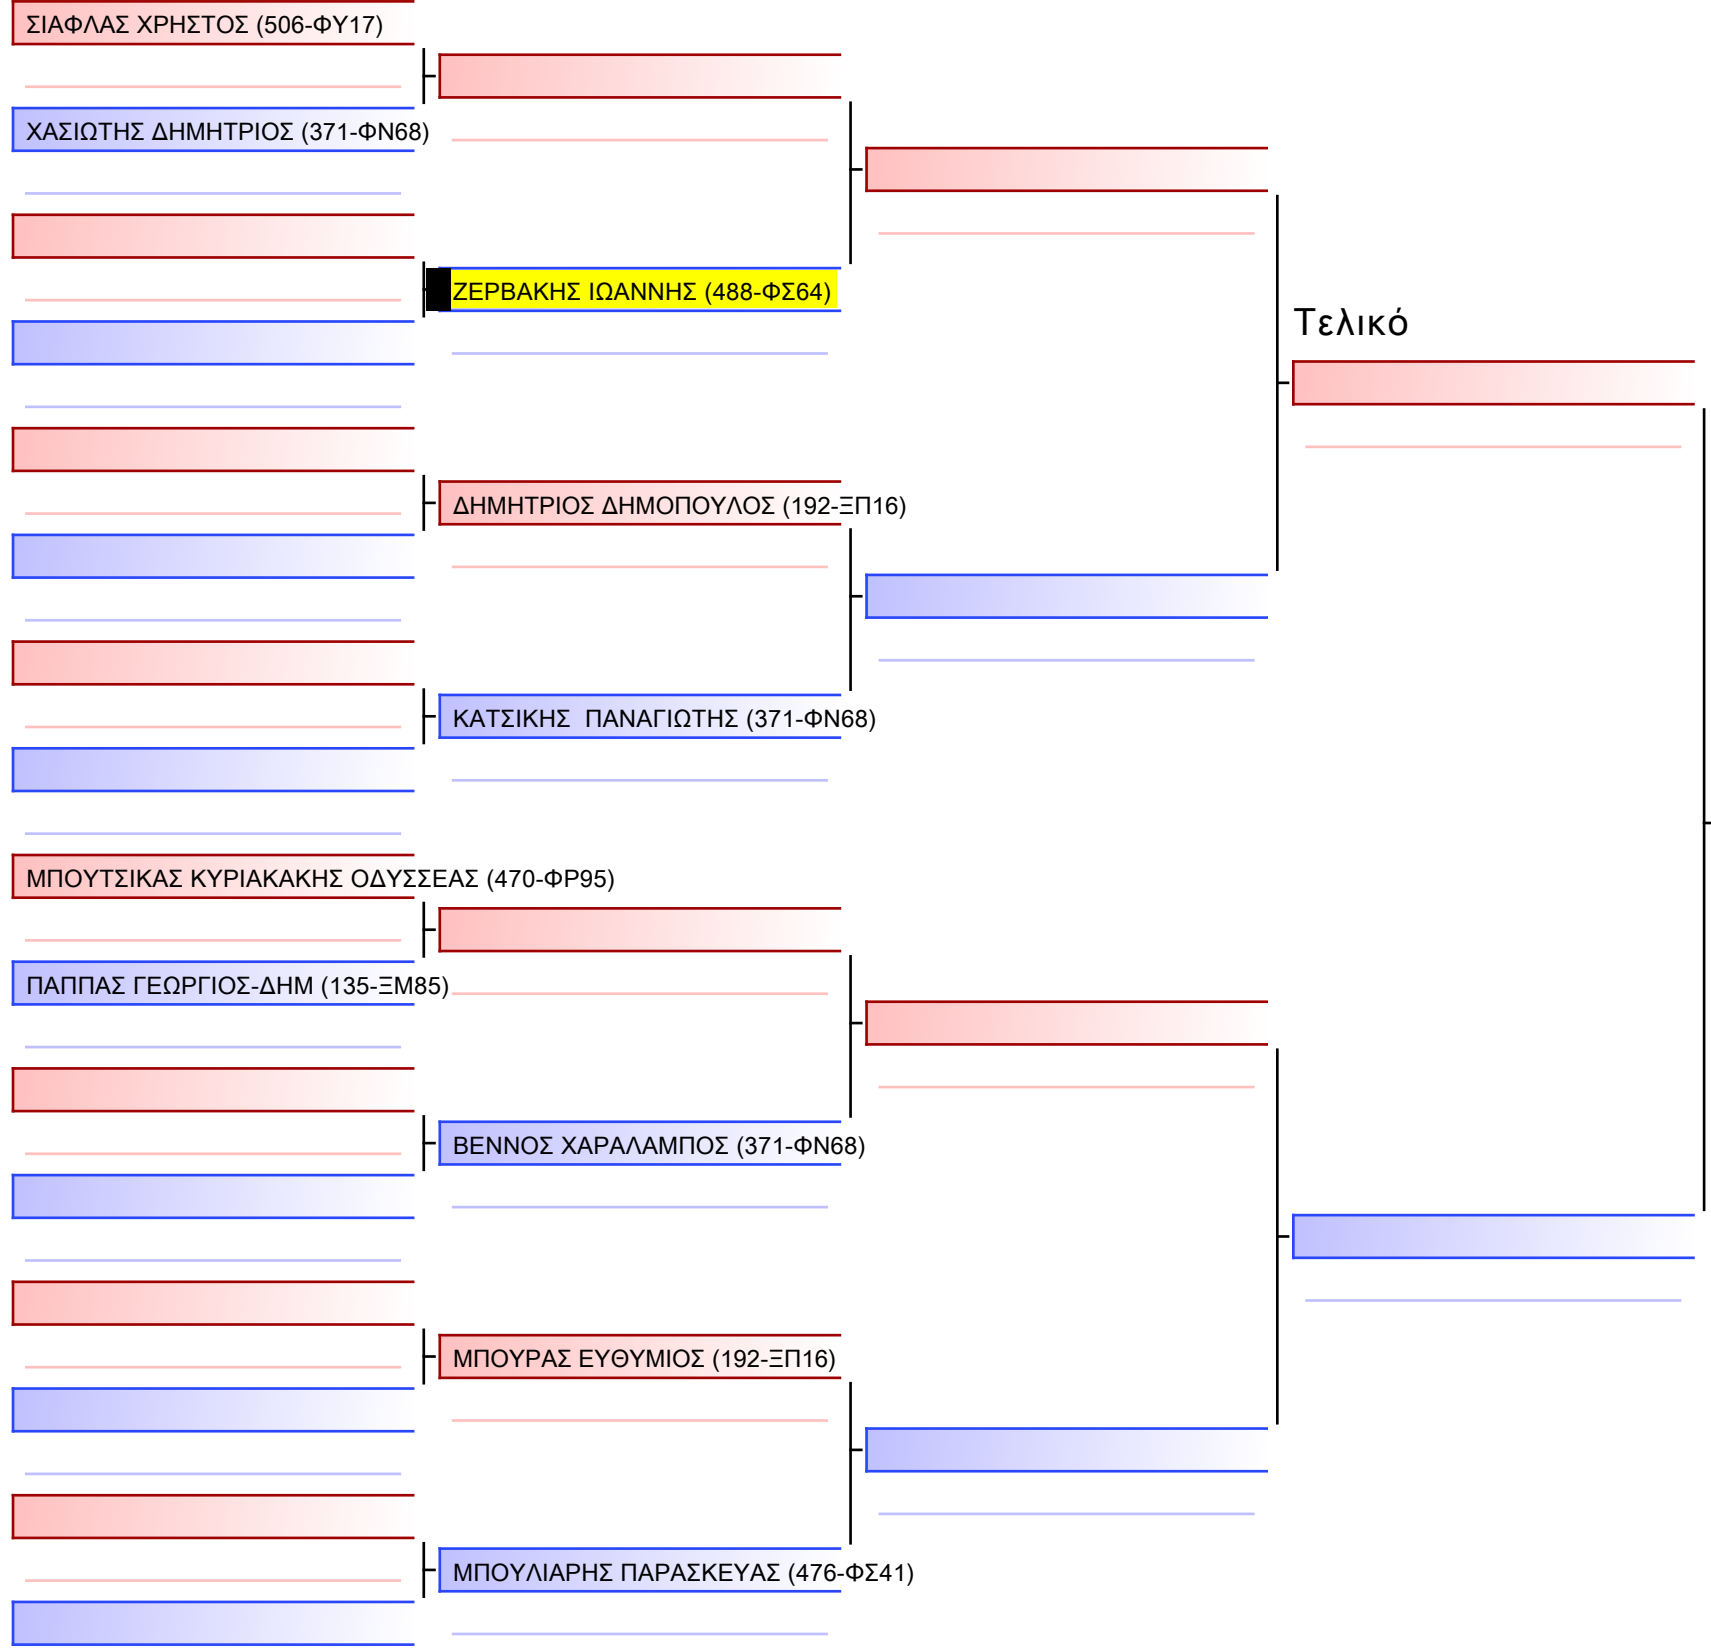 ΣΙΑΦΛΑΣ ΧΡΗΣΤΟΣ (506-ΦΥ17)
ΧΑΣΙΩΤΗΣ ΔΗΜΗΤΡΙΟΣ (371-ΦΝ68)
ΖΕΡΒΑΚΗΣ ΙΩΑΝΝΗΣ (488-ΦΣ64)
Τελικό
ΔΗΜΗΤΡΙΟΣ ΔΗΜΟΠΟΥΛΟΣ (192-ΞΠ16)
ΚΑΤΣΙΚΗΣ  ΠΑΝΑΓΙΩΤΗΣ (371-ΦΝ68)
ΜΠΟΥΤΣΙΚΑΣ ΚΥΡΙΑΚΑΚΗΣ ΟΔΥΣΣΕΑΣ (470-ΦΡ95)
ΠΑΠΠΑΣ ΓΕΩΡΓΙΟΣ-ΔΗΜ (135-ΞΜ85)
ΒΕΝΝΟΣ ΧΑΡΑΛΑΜΠΟΣ (371-ΦΝ68)
ΜΠΟΥΡΑΣ ΕΥΘΥΜΙΟΣ (192-ΞΠ16)
ΜΠΟΥΛΙΑΡΗΣ ΠΑΡΑΣΚΕΥΑΣ (476-ΦΣ41)